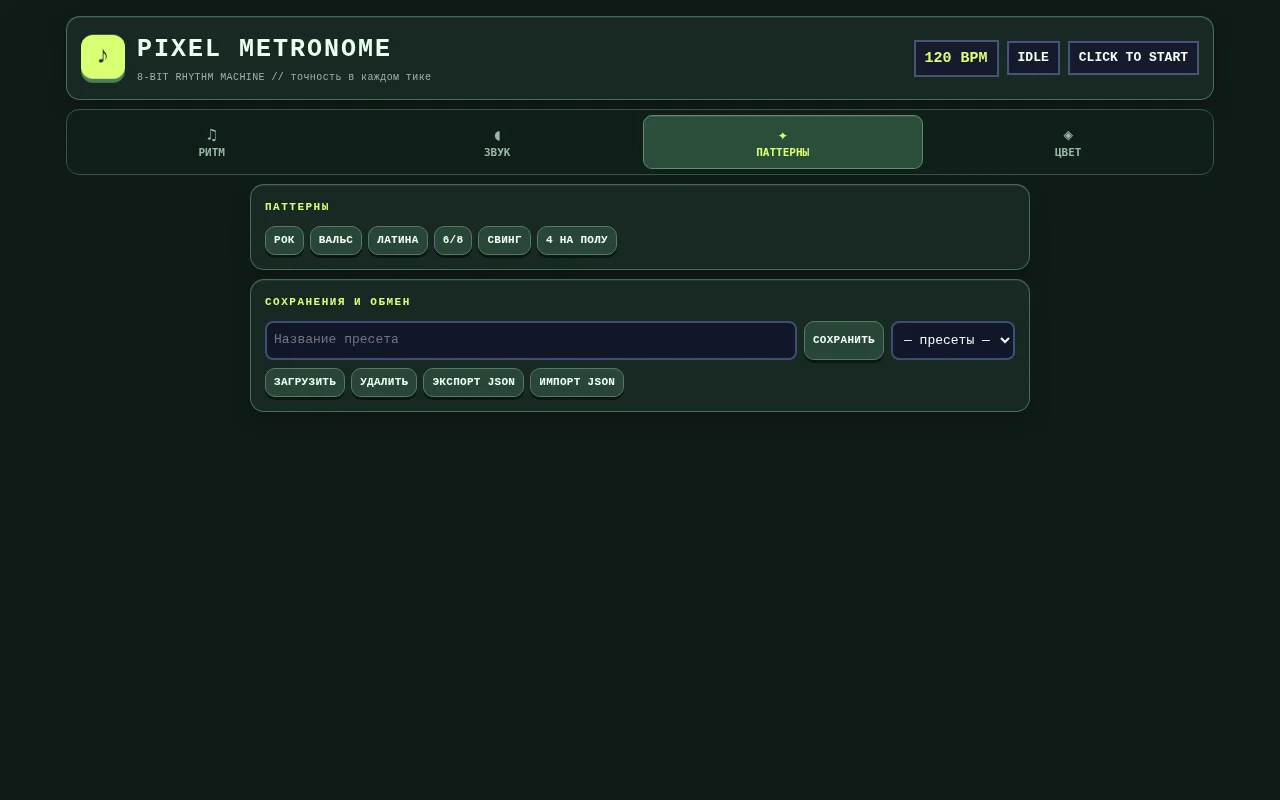 ♪ PIXEL METRONOME
8-BIT RHYTHM MACHINE // точность в каждом тике
120 BPM IDLE CLICK TO START
♫ РИТМ
◖ ЗВУК
✦ ПАТТЕРНЫ
◈ ЦВЕТ
ПАТТЕРНЫ
РОК ВАЛЬС ЛАТИНА 6/8 СВИНГ 4 НА ПОЛУ
СОХРАНЕНИЯ И ОБМЕН
Название пресета СОХРАНИТЬ — пресеты —
ЗАГРУЗИТЬ УДАЛИТЬ ЭКСПОРТ JSON ИМПОРТ JSON